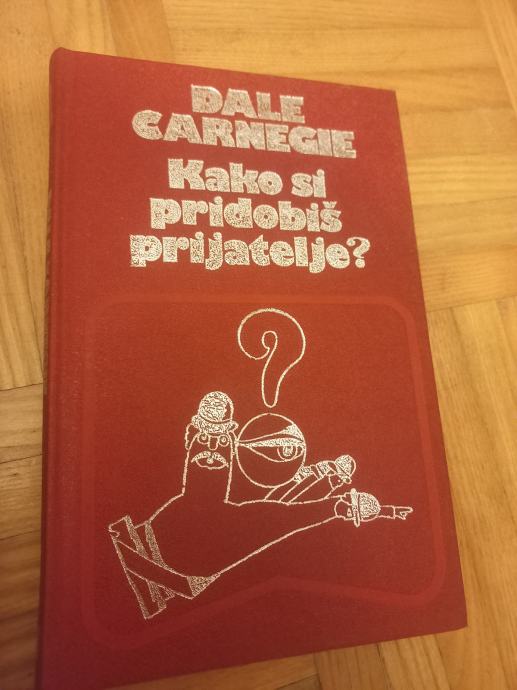 DALE
CARNEGIE
Kako si
pridobiš
prijatelje?